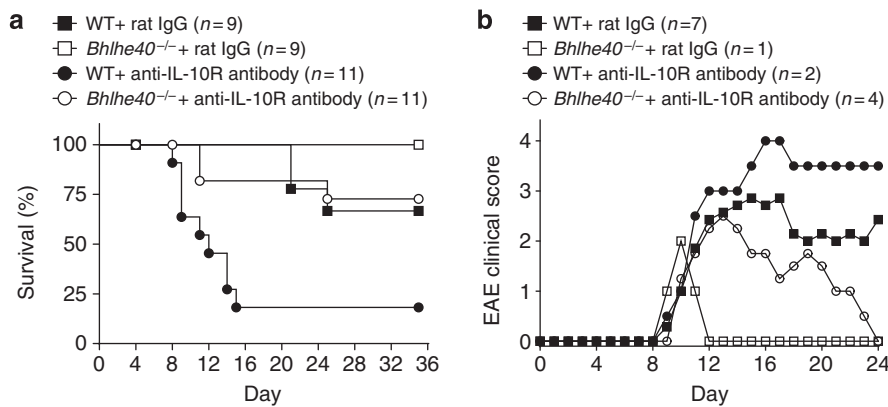 a
WT+ rat IgG (n=9)
Bhlhe40−/−+ rat IgG (n=9)
WT+ anti-IL-10R antibody (n=11)
Bhlhe40−/−+ anti-IL-10R antibody (n=11)
100
75
50
25
0
Survival (%)
0 4 8 12 16 20 24 28 32 36
Day
b
WT+ rat IgG (n=7)
Bhlhe40−/−+ rat IgG (n=1)
WT+ anti-IL-10R antibody (n=2)
Bhlhe40−/−+ anti-IL-10R antibody (n=4)
4
3
2
1
0
EAE clinical score
0 4 8 12 16 20 24
Day